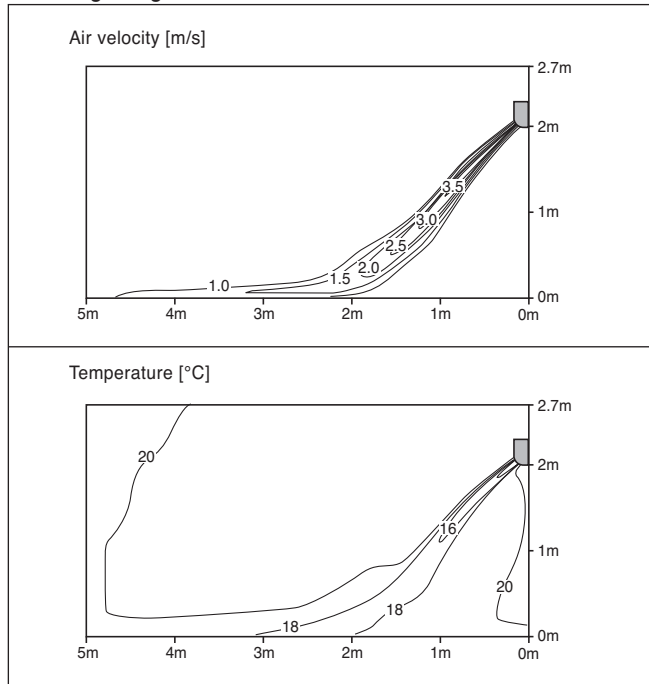 Air velocity [m/s]
2.7m
2m
3.5
1m
3.0
2.5
2.0
1.5
1.0
0m
5m 4m 3m 2m 1m 0m
Temperature [°C]
2.7m
20
2m
16
1m
20
18
18
0m
5m 4m 3m 2m 1m 0m